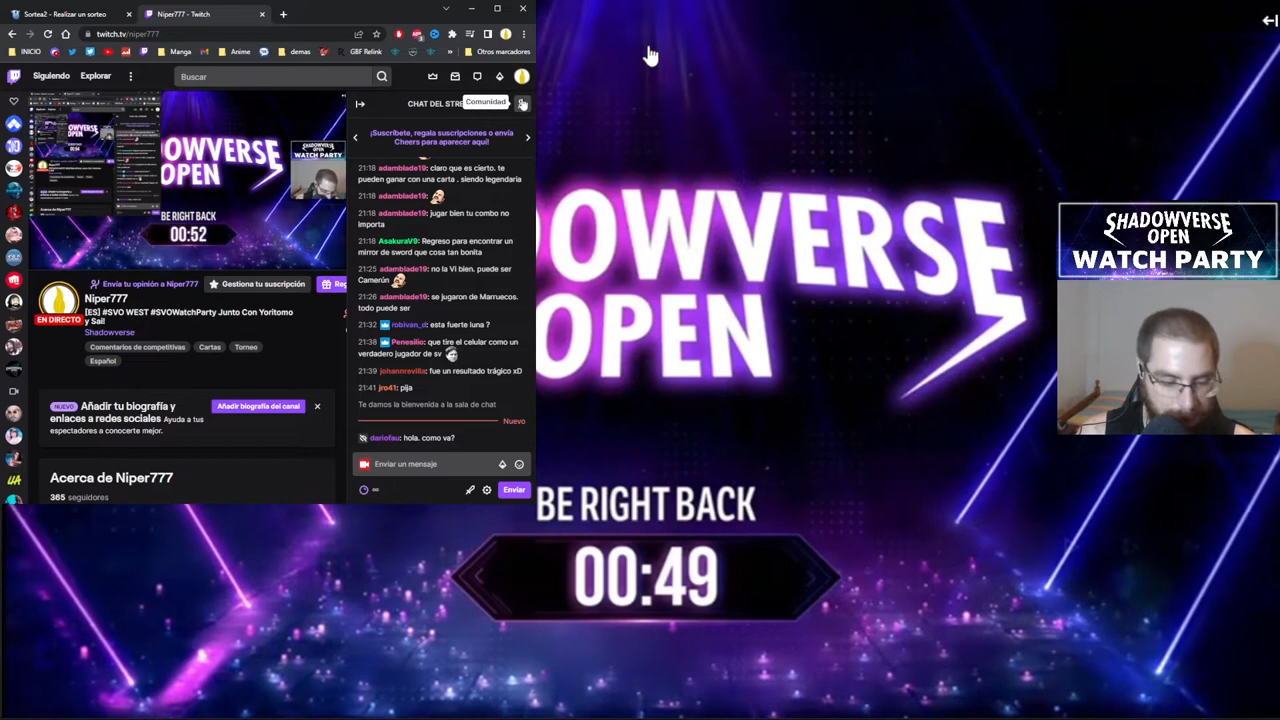 Sortea2 - Realizar un sorteo
Niper777 - Twitch
twitch.tv/niper777
INICIO
Manga
Anime
demas
GBF Relink
Otros marcadores
Siguiendo
Explorar
Buscar
CHAT DEL STRE
Comunidad
¡Suscríbete, regala suscripciones o envía
Cheers para aparecer aquí!
21:18 adamblade19: claro que es cierto. te
pueden ganar con una carta . siendo legendaria
21:18 adamblade19:
21:18 adamblade19: jugar bien tu combo no
importa
21:18 AsakuraV9: Regreso para encontrar un
mirror de sword que cosa tan bonita
21:25 adamblade19: no la Vi bien. puede ser
Camerún
21:26 adamblade19: se jugaron de Marruecos.
todo puede ser
21:32 robivan_d: esta fuerte luna ?
21:38 Penesilio: que tire el celular como un
verdadero jugador de sv
21:39 johannrevilla: fue un resultado trágico xD
21:41 jro41: pija
Te damos la bienvenida a la sala de chat
Nuevo
dariofau: hola. como va?
Enviar un mensaje
Enviar
OWVERSE
OPEN
WATCH PARTY
BE RIGHT BACK
00:52
Envía tu opinión a Niper777
Gestiona tu suscripción
Reg
Niper777
EN DIRECTO
[ES] #SVO WEST #SVOWatchParty Junto Con Yoritomo
y Sai!
Shadowverse
Comentarios de competitivas
Cartas
Torneo
Español
NUEVO
Añadir tu biografía y
enlaces a redes sociales
Ayuda a tus
espectadores a conocerte mejor.
Añadir biografía del canal
Acerca de Niper777
365 seguidores
DOWVERSE
OPEN
BE RIGHT BACK
00:49
SHADOWVERSE
OPEN
WATCH PARTY